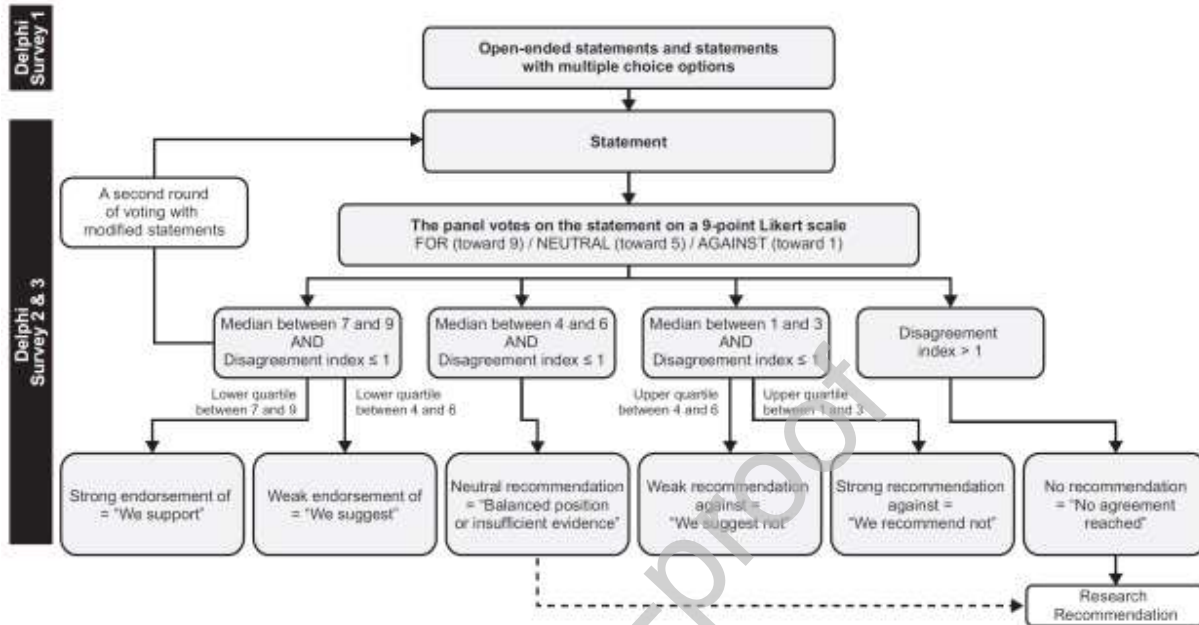 Delphi
Survey 1
Open-ended statements and statements
with multiple choice options
Delphi
Survey 2 & 3
Statement
A second round
of voting with
modified statements
The panel votes on the statement on a 9-point Likert scale
FOR (toward 9) / NEUTRAL (toward 5) / AGAINST (toward 1)
Median between 7 and 9
AND
Disagreement index ≤ 1
Median between 4 and 6
AND
Disagreement index ≤ 1
Median between 1 and 3
AND
Disagreement index ≤ 1
Disagreement
index > 1
Lower quartile
between 7 and 9
Lower quartile
between 4 and 6
Upper quartile
between 4 and 6
Upper quartile
between 1 and 3
Strong endorsement of
= "We support"
Weak endorsement of
= "We suggest"
Neutral recommendation
= "Balanced position
or insufficient evidence"
Weak recommendation
against =
"We suggest not"
Strong recommendation
against =
"We recommend not"
No recommendation
= "No agreement
reached"
Research
Recommendation
-proof